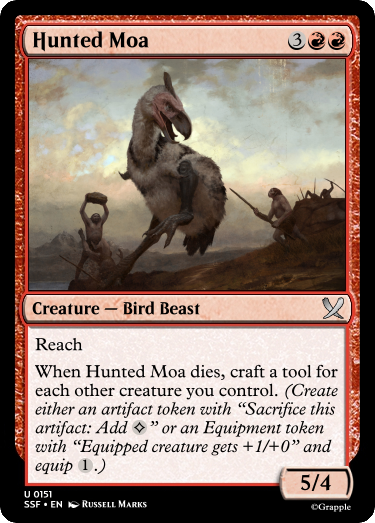 Hunted Moa 3RR
Creature — Bird Beast
Reach
When Hunted Moa dies, craft a tool for
each other creature you control. (Create
either an artifact token with “Sacrifice this
artifact: Add C” or an Equipment token
with “Equipped creature gets +1/+0” and
equip 1.)
5/4
U 0151
SSF • EN Russell Marks
©Grapple